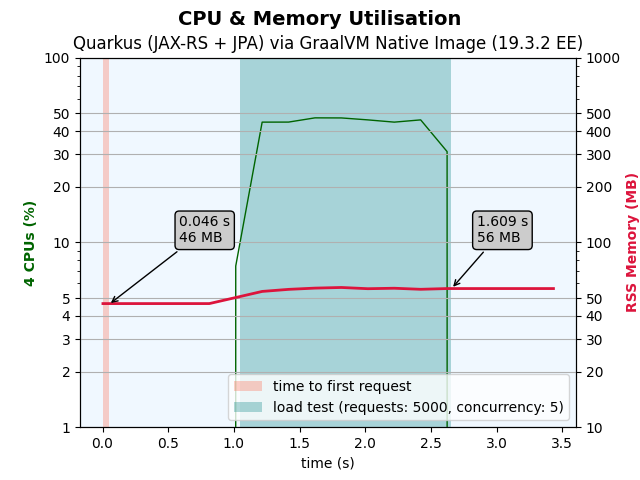 CPU & Memory Utilisation
Quarkus (JAX-RS + JPA) via GraalVM Native Image (19.3.2 EE)
100
50
40
30
20
10
5
4
3
2
1
4 CPUs (%)
1000
500
400
300
200
100
50
40
30
20
10
RSS Memory (MB)
0.046 s
46 MB
1.609 s
56 MB
time to first request
load test (requests: 5000, concurrency: 5)
0.0 0.5 1.0 1.5 2.0 2.5 3.0 3.5
time (s)